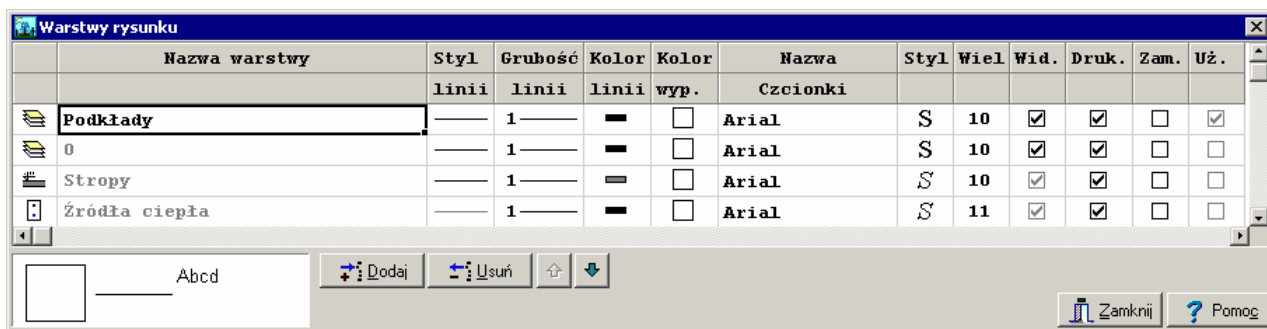 Warstwy rysunku
Nazwa warstwy Styl Grubość Kolor Kolor Nazwa Styl Wiel Wid. Druk. Zam. Uż.
linii linii linii wyp. Czcionki
Podkłady 1 Arial S 10
0 1 Arial S 10
Stropy 1 Arial S 10
Źródła ciepła 1 Arial S 11
Abcd Dodaj Usuń
Zamknij ? Pomoc